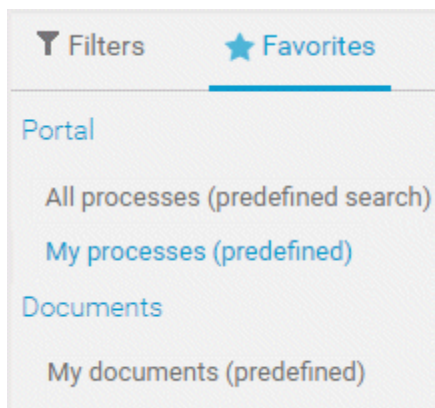 Filters Favorites
Portal
All processes (predefined search)
My processes (predefined)
Documents
My documents (predefined)